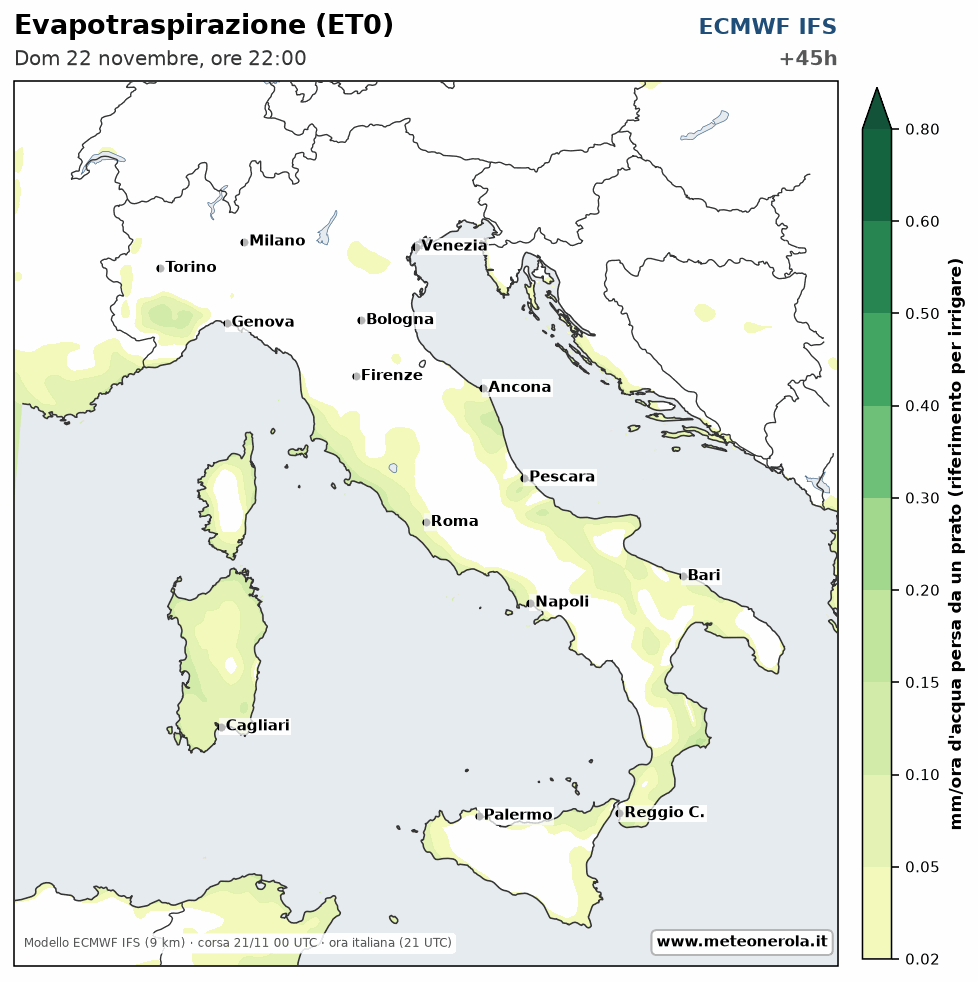 Evapotraspirazione (ET0)
ECMWF IFS
Dom 22 novembre, ore 22:00
+45h
Milano
Venezia
Torino
Genova
Bologna
Firenze
Ancona
Pescara
Roma
Bari
Napoli
Cagliari
Palermo
Reggio C.
0.80
0.60
0.50
0.40
0.30
0.20
0.15
0.10
0.05
0.02
mm/ora d'acqua persa da un prato (riferimento per irrigare)
Modello ECMWF IFS (9 km) · corsa 21/11 00 UTC · ora italiana (21 UTC)
www.meteonerola.it